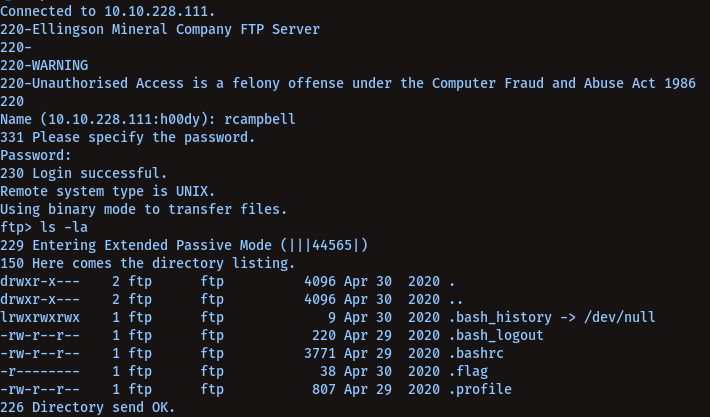 Connected to 10.10.228.111.
220-Ellingson Mineral Company FTP Server
220-
220-WARNING
220-Unauthorised Access is a felony offense under the Computer Fraud and Abuse Act 1986
220
Name (10.10.228.111:h00dy): rcampbell
331 Please specify the password.
Password:
230 Login successful.
Remote system type is UNIX.
Using binary mode to transfer files.
ftp> ls -la
229 Entering Extended Passive Mode (|||44565|)
150 Here comes the directory listing.
drwxr-x---    2 ftp      ftp          4096 Apr 30  2020 .
drwxr-x---    2 ftp      ftp          4096 Apr 30  2020 ..
lrwxrwxrwx    1 ftp      ftp             9 Apr 30  2020 .bash_history -> /dev/null
-rw-r--r--    1 ftp      ftp           220 Apr 29  2020 .bash_logout
-rw-r--r--    1 ftp      ftp          3771 Apr 29  2020 .bashrc
-r--------    1 ftp      ftp            38 Apr 30  2020 .flag
-rw-r--r--    1 ftp      ftp           807 Apr 29  2020 .profile
226 Directory send OK.